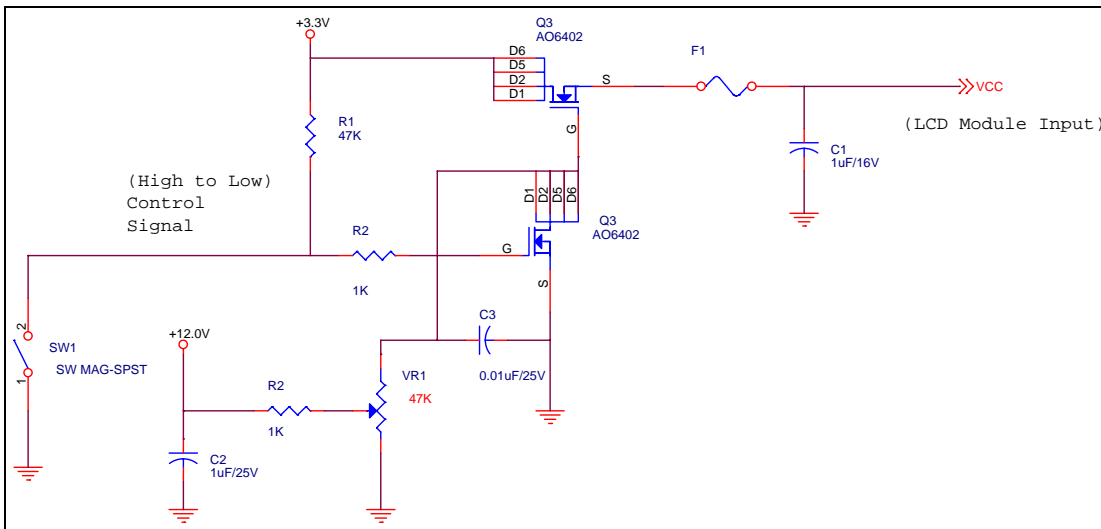 +3.3V
Q3
AO6402
D6
D5
D2
D1
S
G
F1
VCC
(LCD Module Input)
R1
47K
C1
1uF/16V
(High to Low)
Control
Signal
D1
D2
D5
D6
Q3
AO6402
R2
1K
G
S
2
SW1
SW MAG-SPST
1
+12.0V
C3
0.01uF/25V
R2
1K
VR1
47K
C2
1uF/25V